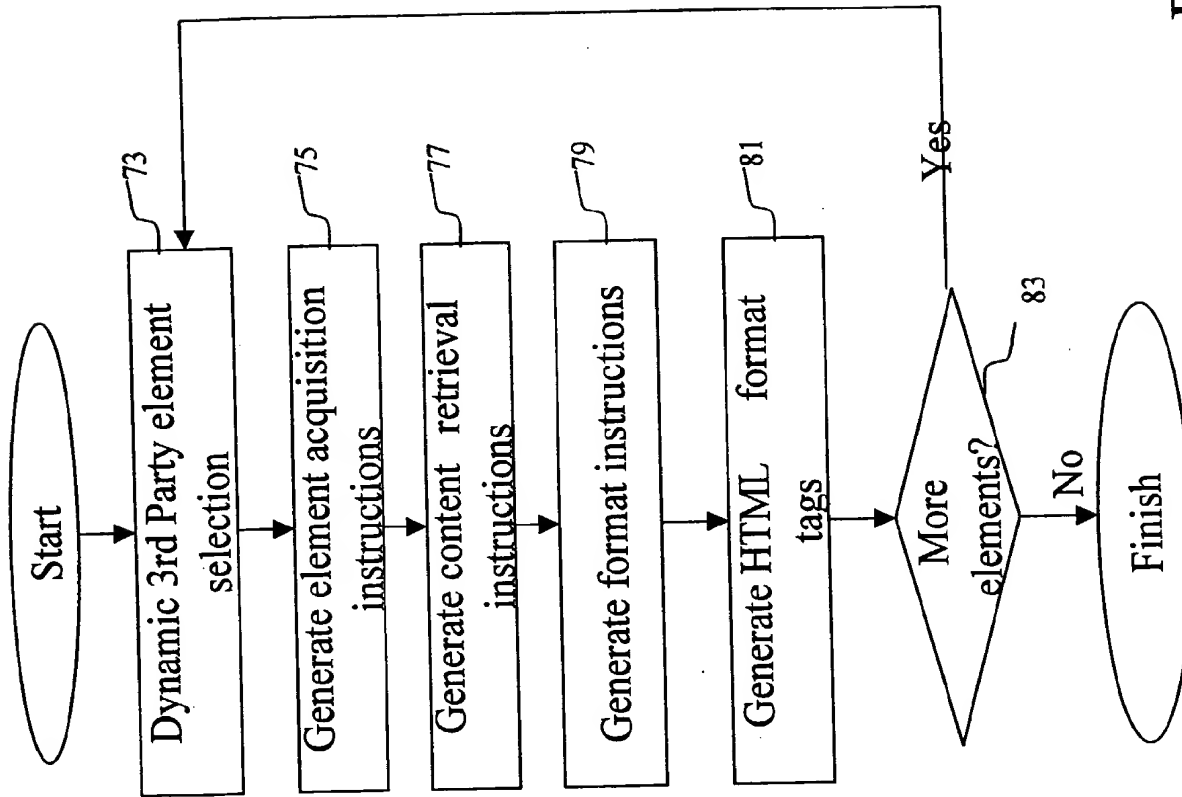 Start
Dynamic 3rd Party element
selection
73
Generate element acquisition
instructions
75
Generate content retrieval
instructions
77
Generate format instructions
79
Generate HTML format
tags
81
More
elements?
83
Yes
No
Finish